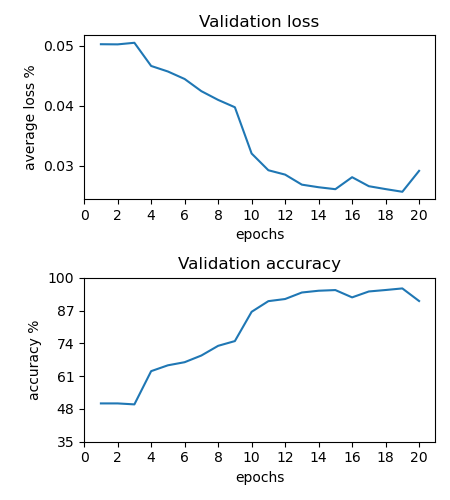 Validation loss
0.05
0.04
0.03
average loss %
0 2 4 6 8 10 12 14 16 18 20
epochs
Validation accuracy
100
87
74
61
48
35
accuracy %
0 2 4 6 8 10 12 14 16 18 20
epochs